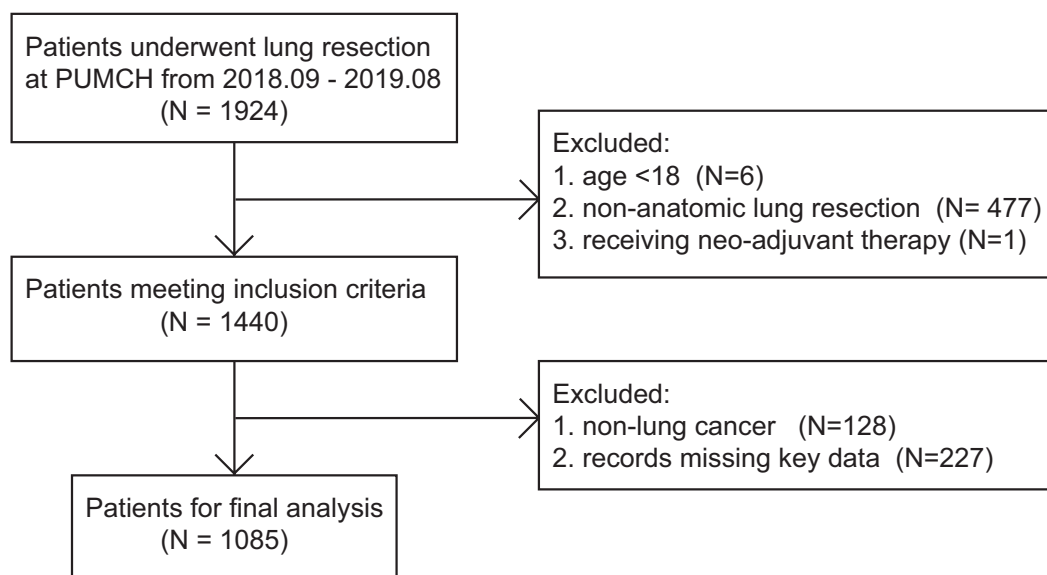 Patients underwent lung resection
at PUMCH from 2018.09 - 2019.08
(N = 1924)
Excluded:
1. age <18 (N=6)
2. non-anatomic lung resection (N= 477)
3. receiving neo-adjuvant therapy (N=1)
Patients meeting inclusion criteria
(N = 1440)
Excluded:
1. non-lung cancer (N=128)
2. records missing key data (N=227)
Patients for final analysis
(N = 1085)